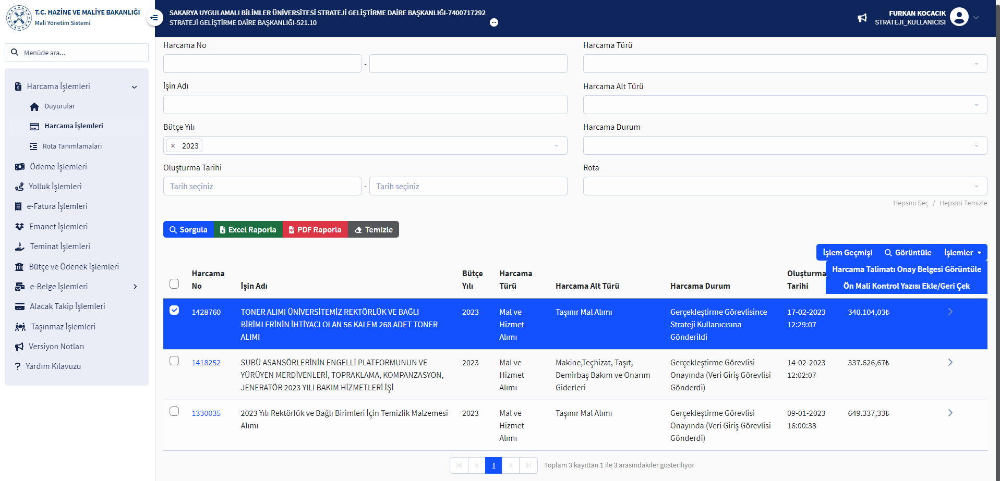 T.C. HAZİNE VE MALİYE BAKANLIĞI
Mali Yönetim Sistemi
SAKARYA UYGULAMALI BİLİMLER ÜNİVERSİTESİ STRATEJİ GELİŞTİRME DAİRE BAŞKANLIĞI-7400717292
STRATEJİ GELİŞTİRME DAİRE BAŞKANLIĞI-521.10
FURKAN KOCACIK
STRATEJI_KULLANICISI
Menüde ara...
Harcama İşlemleri
Duyurular
Harcama İşlemleri
Rota Tanımlamaları
Ödeme İşlemleri
Yolluk İşlemleri
e-Fatura İşlemleri
Emanet İşlemleri
Teminat İşlemleri
Bütçe ve Ödenek İşlemleri
e-Belge İşlemleri
Alacak Takip İşlemleri
Taşınmaz İşlemleri
Versiyon Notları
? Yardım Kılavuzu
Harcama No
-
Harcama Türü
İşin Adı
Harcama Alt Türü
Bütçe Yılı
× 2023
Harcama Durum
Oluşturma Tarihi
Tarih seçiniz - Tarih seçiniz
Rota
Hepsini Seç / Hepsini Temizle
Sorgula Excel Raporla PDF Raporla Temizle
İşlem Geçmişi Görüntüle İşlemler
Harcama Talimatı Onay Belgesi Görüntüle
Ön Mali Kontrol Yazısı Ekle/Geri Çek
Harcama No İşin Adı Bütçe Yılı Harcama Türü Harcama Alt Türü Harcama Durum Oluşturma Tarihi
1428760 TONER ALIMI ÜNİVERSİTEMİZ REKTÖRLÜK VE BAĞLI 2023 Mal ve Taşınır Mal Alımı Gerçekleştirme Görevlisince 17-02-2023 340.104,03₺
BİRİMLERİNİN İHTİYACI OLAN 56 KALEM 268 ADET TONER Hizmet Strateji Kullanıcısına 12:29:07
ALIMI Alımı Gönderildi
1418252 SUBÜ ASANSÖRLERİNİN ENGELLİ PLATFORMUNUN VE 2023 Mal ve Makine,Teçhizat, Taşıt, Gerçekleştirme Görevlisi 14-02-2023 337.626,67₺
YÜRÜYEN MERDİVENLERİ, TOPRAKLAMA, KOMPANZASYON, Hizmet Demirbaş Bakım ve Onarım Onayında (Veri Giriş Görevlisi 12:02:07
JENERATÖR 2023 YILI BAKIM HİZMETLERİ İŞİ Alımı Giderleri Gönderdi)
1330035 2023 Yılı Rektörlük ve Bağlı Birimleri İçin Temizlik Malzemesi 2023 Mal ve Taşınır Mal Alımı Gerçekleştirme Görevlisi 09-01-2023 649.337,33₺
Alımı Hizmet Onayında (Veri Giriş Görevlisi 16:00:38
Alımı Gönderdi)
1 Toplam 3 kayıttan 1 ile 3 arasındakiler gösteriliyor